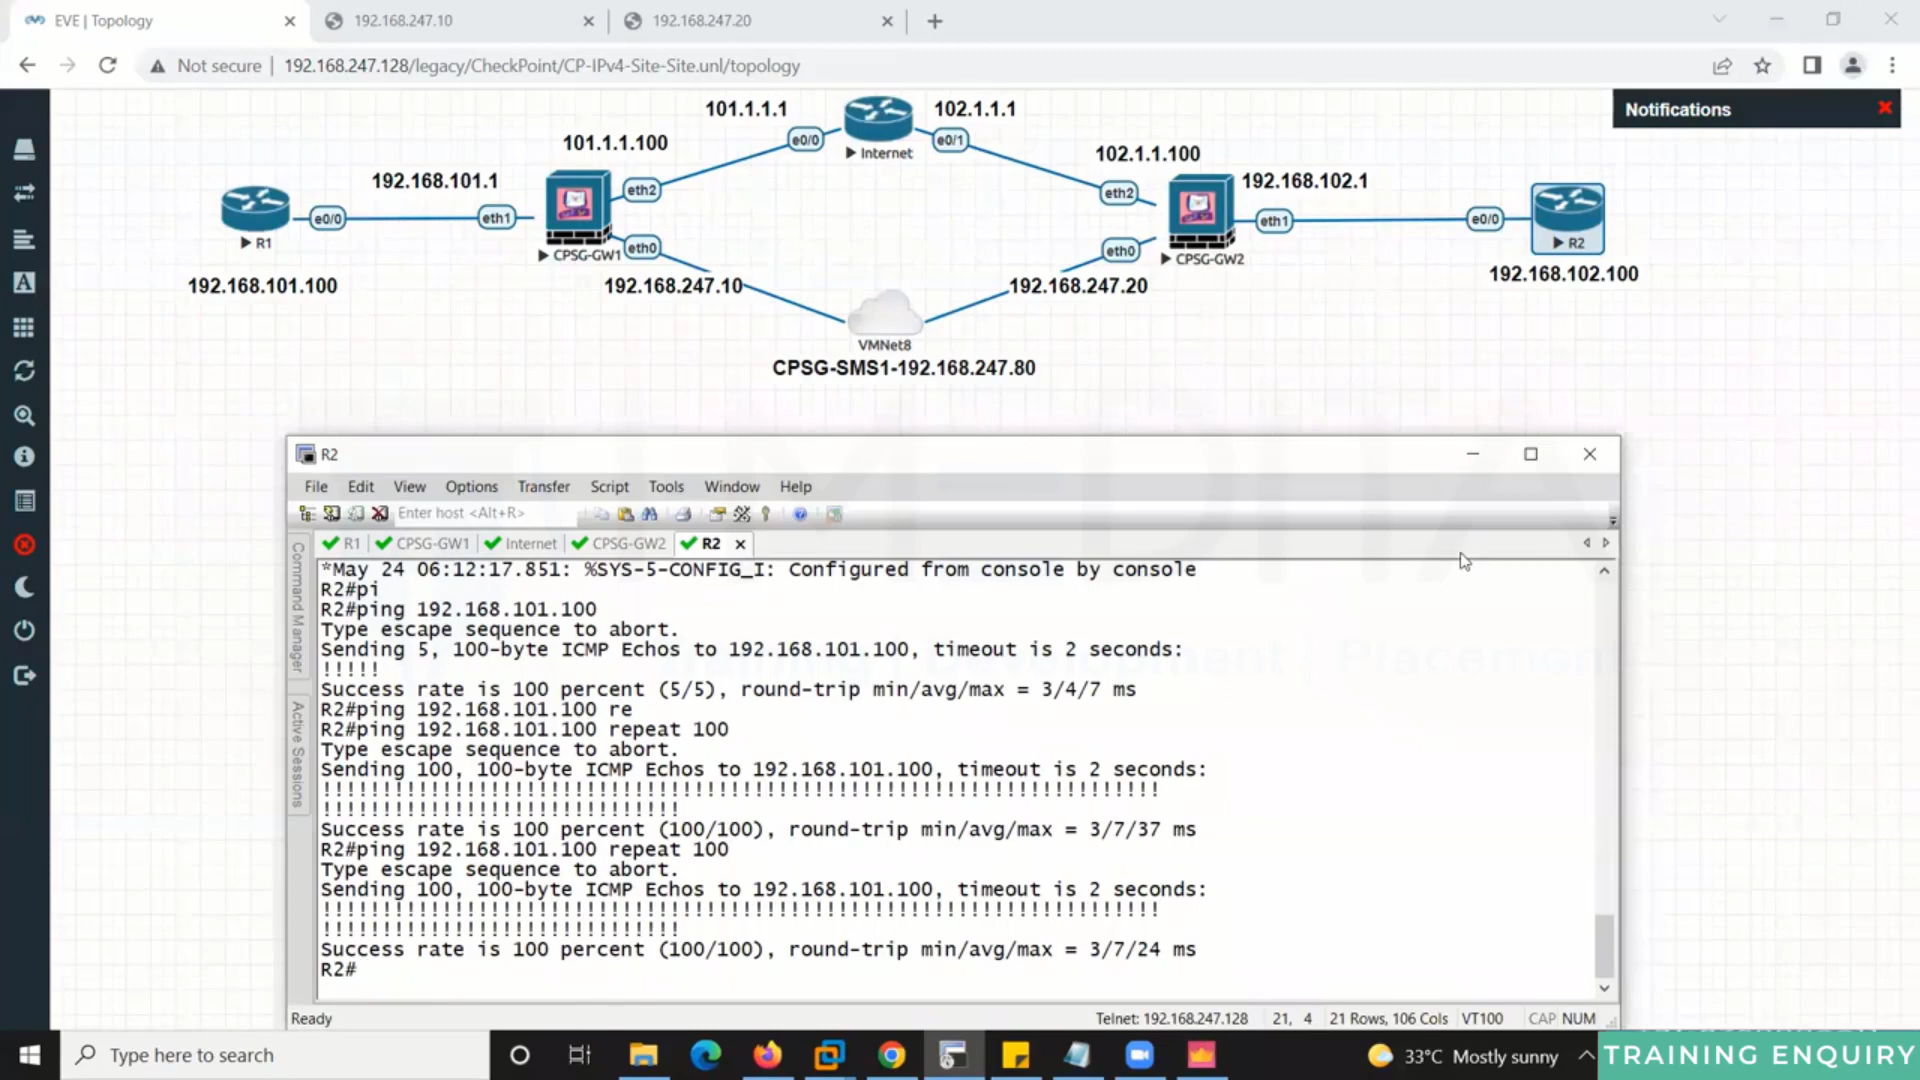 EVE | Topology
192.168.247.10
192.168.247.20
Not secure
192.168.247.128/legacy/CheckPoint/CP-IPv4-Site-Site.unl/topology
Notifications
101.1.1.1
102.1.1.1
101.1.1.100
e0/0
e0/1
Internet
102.1.1.100
192.168.101.1
eth2
eth2
192.168.102.1
e0/0
eth1
eth1
e0/0
R1
CPSG-GW1
eth0
eth0
CPSG-GW2
R2
192.168.101.100
192.168.247.10
192.168.247.20
192.168.102.100
VMNet8
CPSG-SMS1-192.168.247.80
R2
File Edit View Options Transfer Script Tools Window Help
Enter host <Alt+R>
R1 CPSG-GW1 Internet CPSG-GW2 R2
Command Manager
Active Sessions
*May 24 06:12:17.851: %SYS-5-CONFIG_I: Configured from console by console
R2#pi
R2#ping 192.168.101.100
Type escape sequence to abort.
Sending 5, 100-byte ICMP Echos to 192.168.101.100, timeout is 2 seconds:
!!!!!
Success rate is 100 percent (5/5), round-trip min/avg/max = 3/4/7 ms
R2#ping 192.168.101.100 re
R2#ping 192.168.101.100 repeat 100
Type escape sequence to abort.
Sending 100, 100-byte ICMP Echos to 192.168.101.100, timeout is 2 seconds:
!!!!!!!!!!!!!!!!!!!!!!!!!!!!!!!!!!!!!!!!!!!!!!!!!!!!!!!!!!!!!!!!!!!!!!
!!!!!!!!!!!!!!!!!!!!!!!!!!!!!!
Success rate is 100 percent (100/100), round-trip min/avg/max = 3/7/37 ms
R2#ping 192.168.101.100 repeat 100
Type escape sequence to abort.
Sending 100, 100-byte ICMP Echos to 192.168.101.100, timeout is 2 seconds:
!!!!!!!!!!!!!!!!!!!!!!!!!!!!!!!!!!!!!!!!!!!!!!!!!!!!!!!!!!!!!!!!!!!!!!
!!!!!!!!!!!!!!!!!!!!!!!!!!!!!!
Success rate is 100 percent (100/100), round-trip min/avg/max = 3/7/24 ms
R2#
Ready
Telnet: 192.168.247.128 21, 4 21 Rows, 106 Cols VT100 CAP NUM
Type here to search
33°C Mostly sunny
TRAINING ENQUIRY